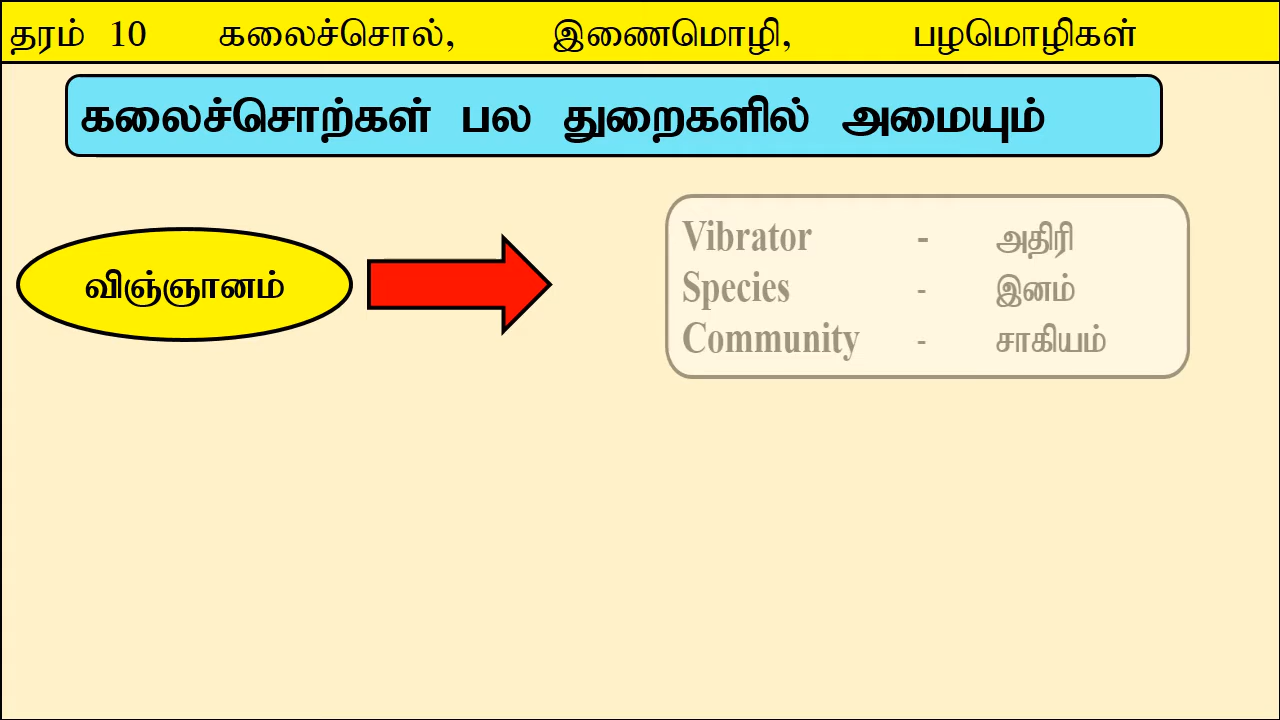 தரம் 10 கலைச்சொல், இணைமொழி, பழமொழிகள்
கலைச்சொற்கள் பல துறைகளில் அமையும்
விஞ்ஞானம்
Vibrator - அதிரி
Species - இனம்
Community - சாகியம்